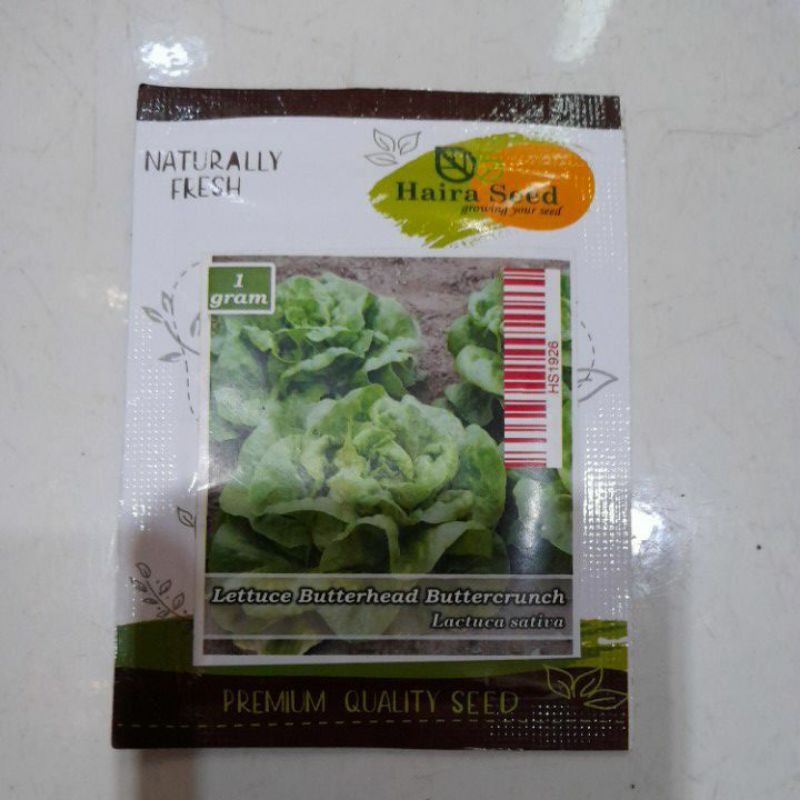 NATURALLY
FRESH
Haira Seed
growing your seed
1
gram
HS1926
Lettuce Butterhead Buttercrunch
Lactuca sativa
PREMIUM QUALITY SEED